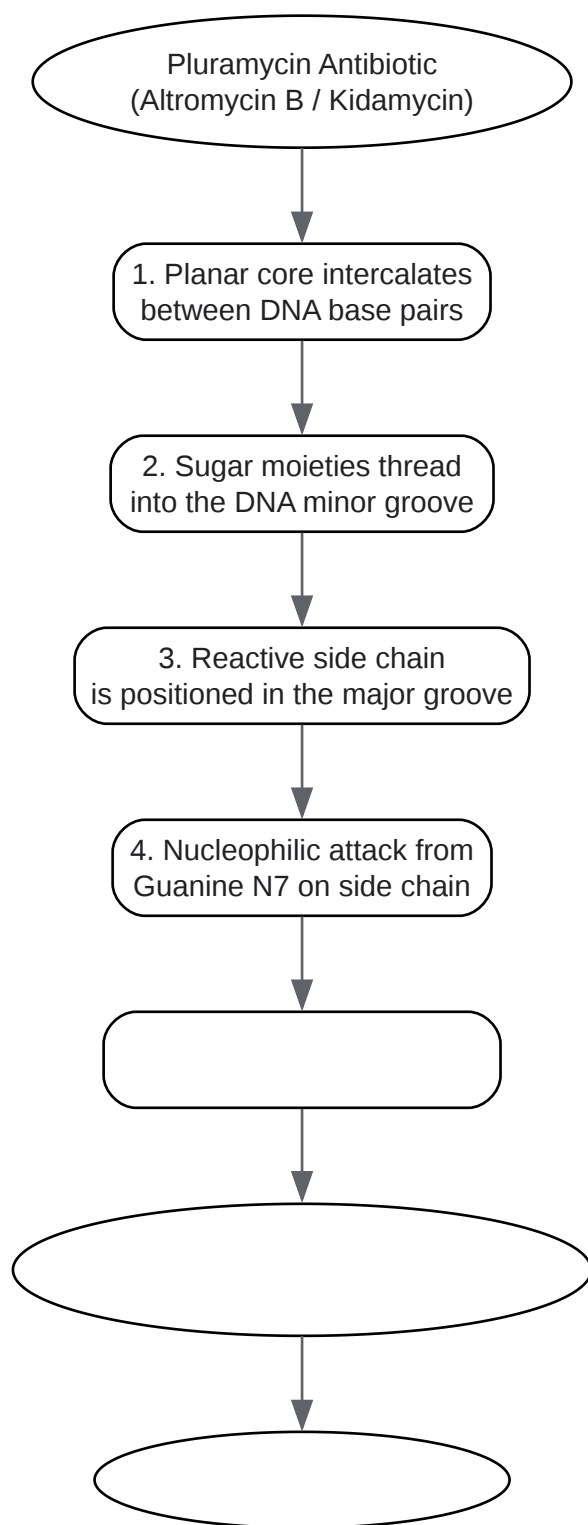 Pluramycin Antibiotic
(Altromycin B / Kidamycin)
1. Planar core intercalates
between DNA base pairs
2. Sugar moieties thread
into the DNA minor groove
3. Reactive side chain
is positioned in the major groove
4. Nucleophilic attack from
Guanine N7 on side chain